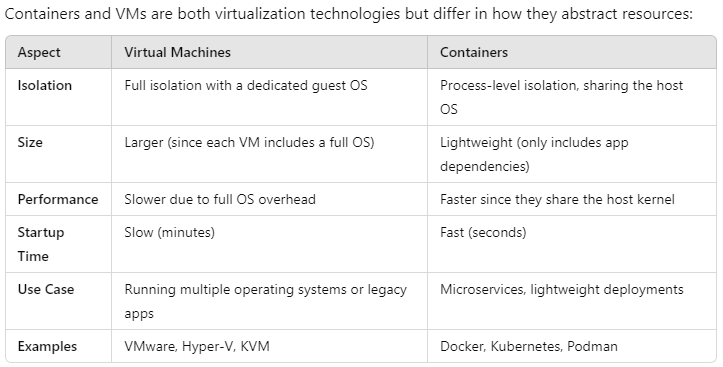 Containers and VMs are both virtualization technologies but differ in how they abstract resources:
Aspect Virtual Machines Containers
Isolation Full isolation with a dedicated guest OS Process-level isolation, sharing the host
OS
Size Larger (since each VM includes a full OS) Lightweight (only includes app
dependencies)
Performance Slower due to full OS overhead Faster since they share the host kernel
Startup Slow (minutes) Fast (seconds)
Time
Use Case Running multiple operating systems or legacy Microservices, lightweight deployments
apps
Examples VMware, Hyper-V, KVM Docker, Kubernetes, Podman